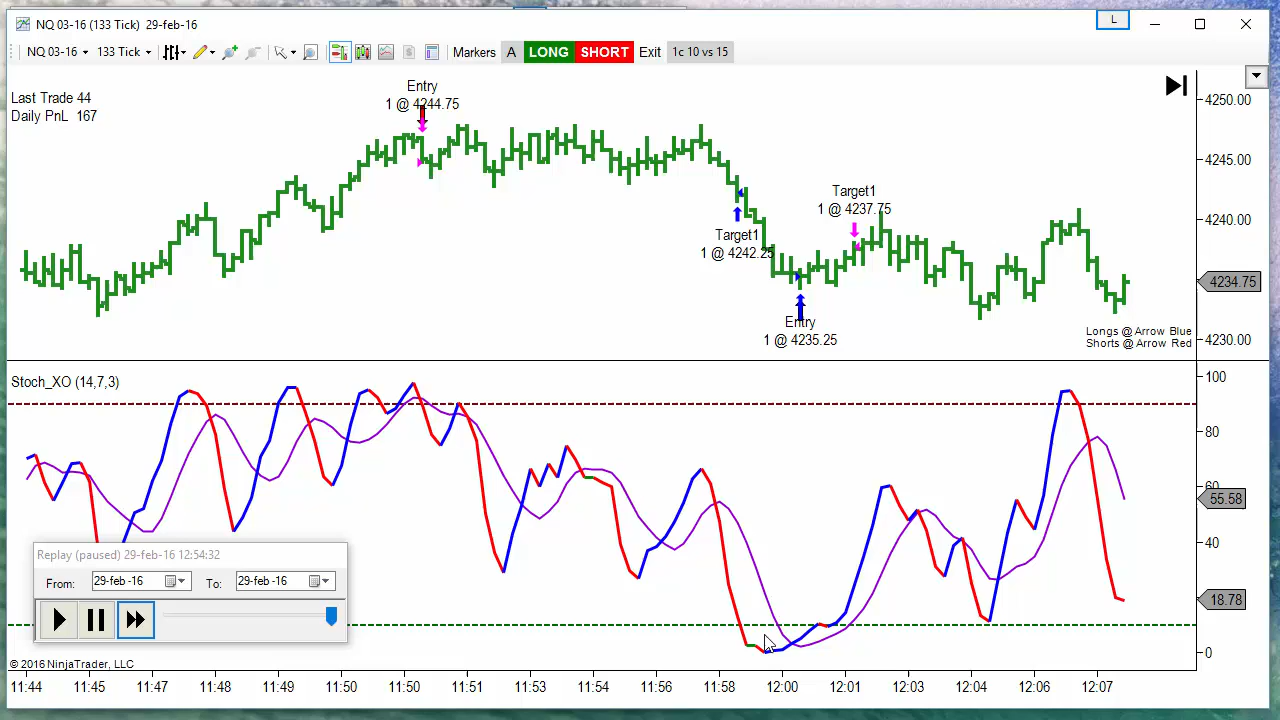 NQ 03-16 (133 Tick)  29-feb-16
L
NQ 03-16 133 Tick Markers A LONG SHORT Exit 1c 10 vs 15
Last Trade 44
Daily PnL  167
Entry
1 @ 4244.75
Target1
1 @ 4242.25
Entry
1 @ 4235.25
Target1
1 @ 4237.75
Longs @ Arrow Blue
Shorts @ Arrow Red
4250.00
4245.00
4240.00
4234.75
4230.00
Stoch_XO (14,7,3)
100
80
60
55.58
40
18.78
0
Replay (paused) 29-feb-16 12:54:32
From: 29-feb -16 To: 29-feb -16
© 2016 NinjaTrader, LLC
11:44 11:45 11:47 11:48 11:50 11:50 11:51 11:54 11:56 11:58 12:00 12:01 12:03 12:04 12:06 12:07